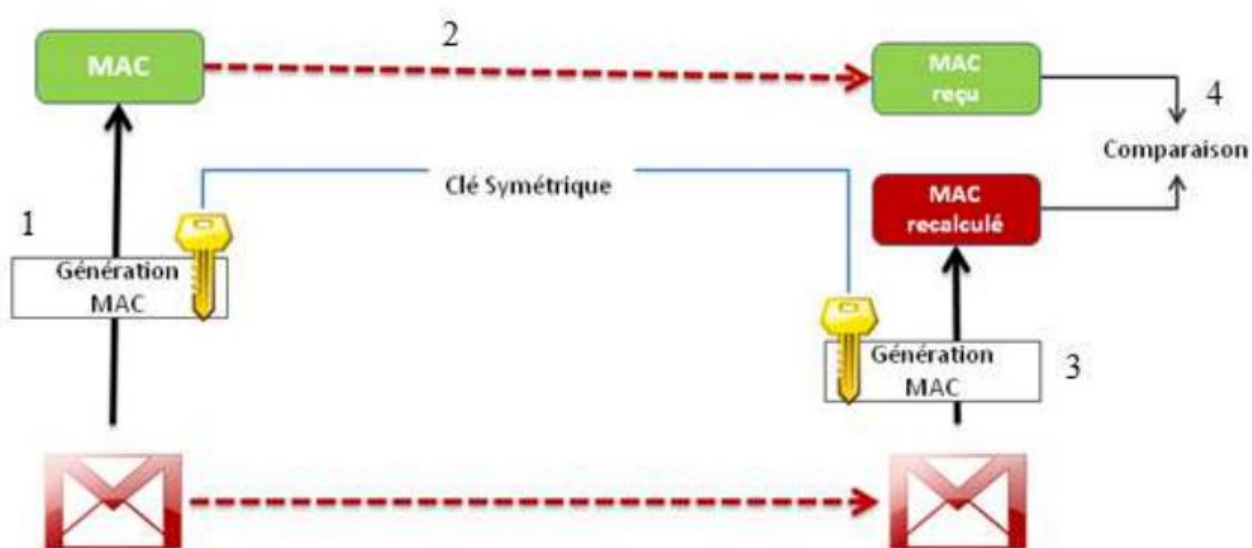 2
MAC
MAC
reçu
4
Comparaison
Clé Symétrique
MAC
recalculé
1
Génération
MAC
Génération
MAC
3